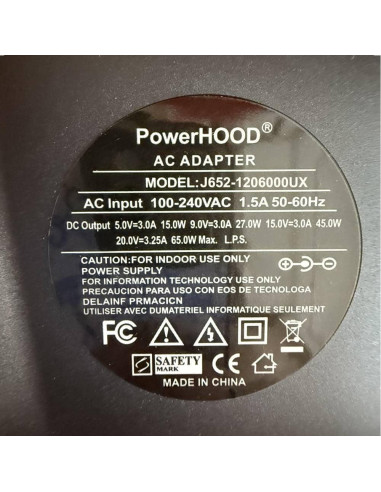 PowerHOOD®
AC ADAPTER
MODEL:J652-1206000UX
AC Input 100-240VAC 1.5A 50-60Hz
DC Output 5.0V=3.0A 15.0W 9.0V=3.0A 27.0W 15.0V=3.0A 45.0W
20.0V=3.25A 65.0W Max. L.P.S.
CAUTION:FOR INDOOR USE ONLY
POWER SUPPLY
FOR INFORMATION TECHNOLOGY USE ONLY
PRECAUCION PARA USO CON EOS DE TECNOLOGA
DELAINF PRMACION
UTILISER AVEC DUMATERIEL INFORMATIQUE SEULEMENT
FC
S SAFETY
MARK
CE
MADE IN CHINA